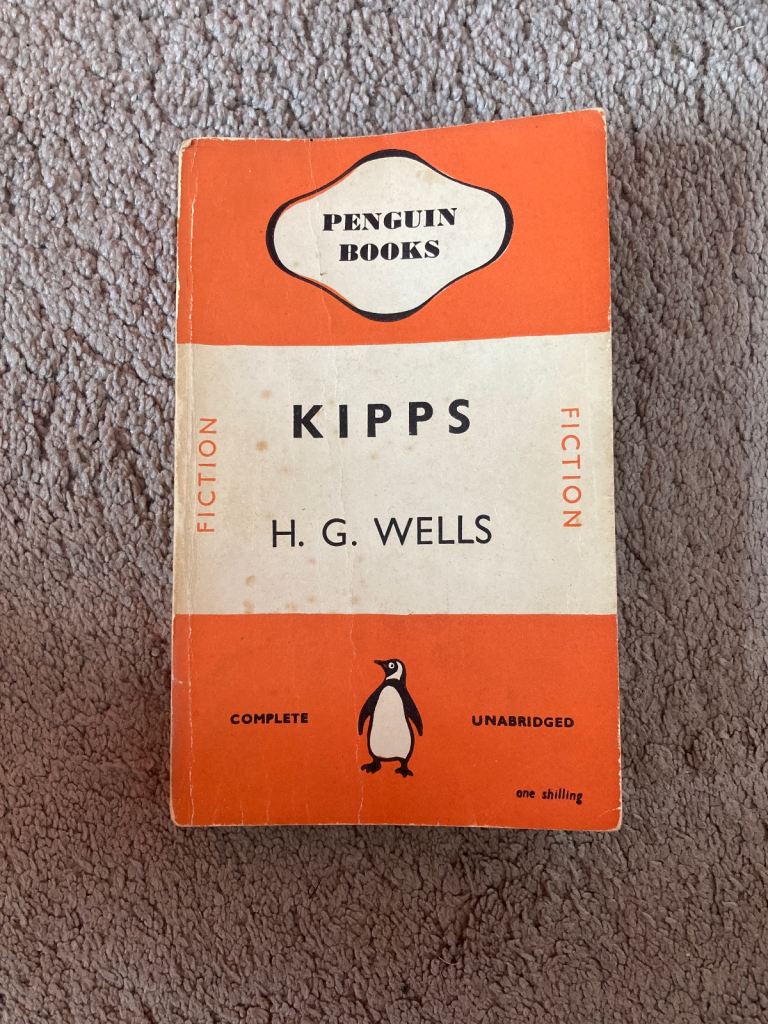 PENGUIN
BOOKS
KIPPS
FICTION
FICTION
H. G. WELLS
COMPLETE
UNABRIDGED
one shilling